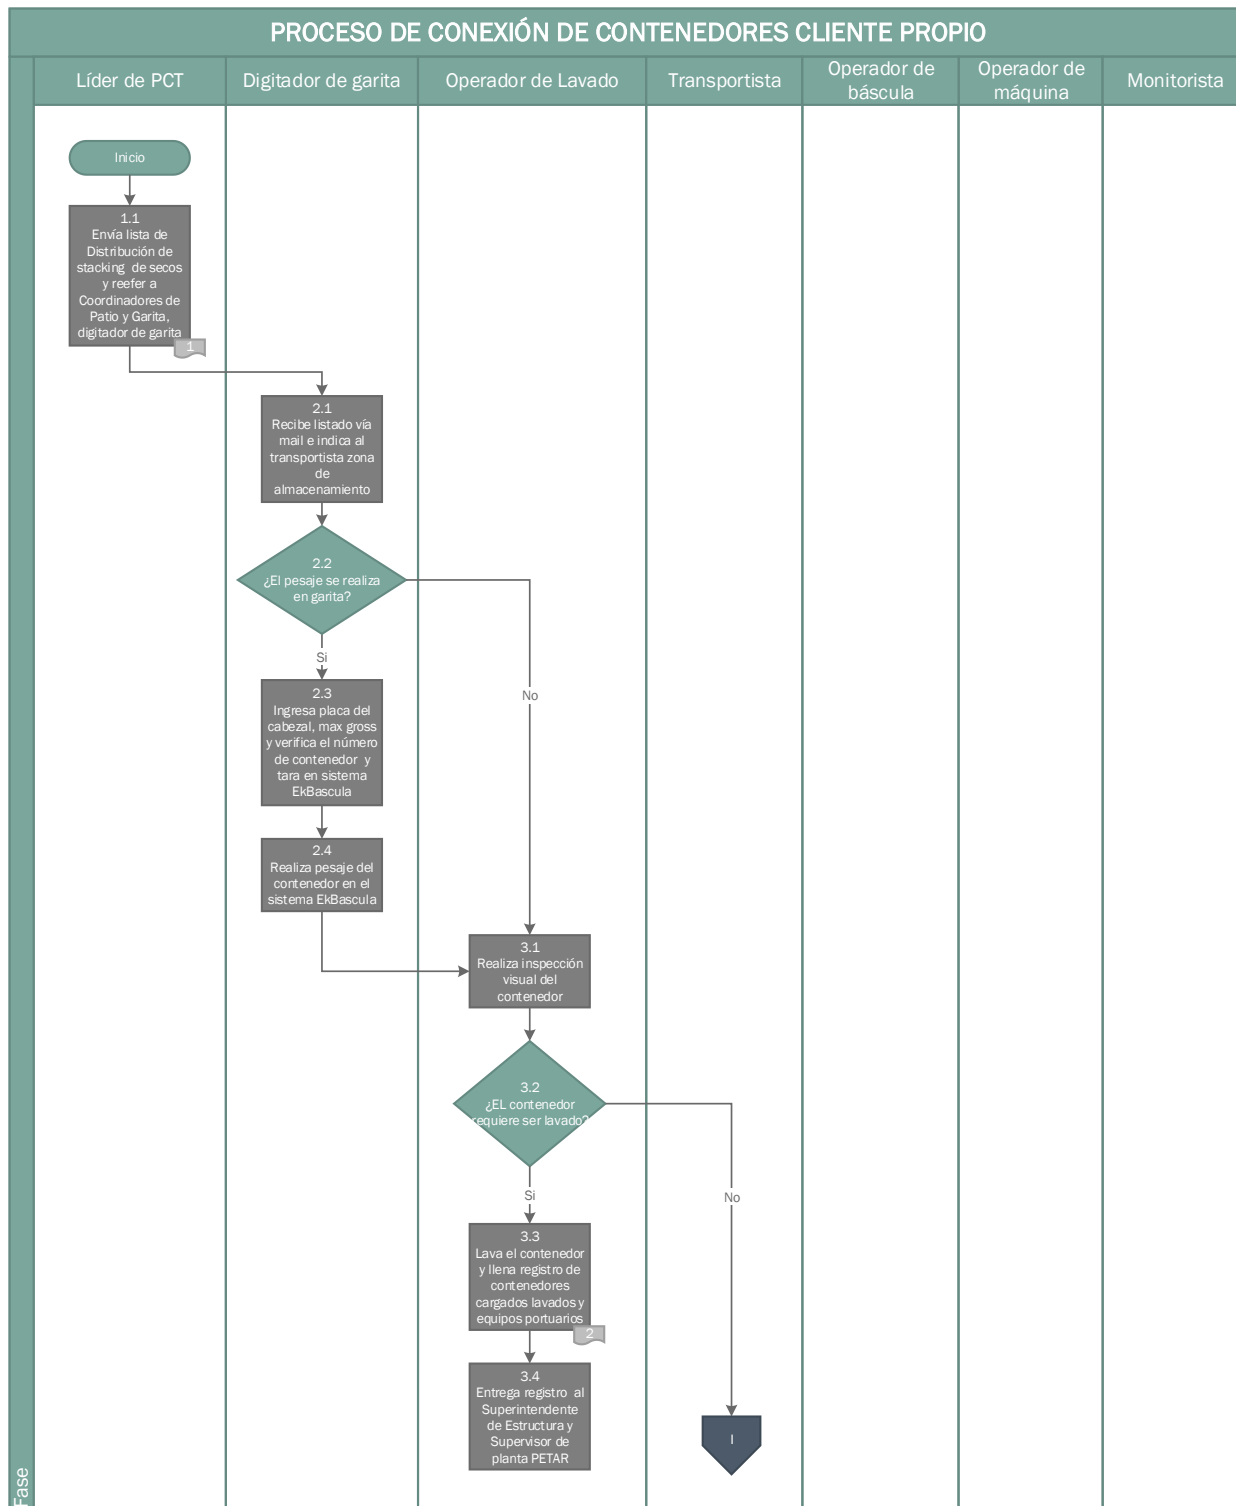 PROCESO DE CONEXIÓN DE CONTENEDORES CLIENTE PROPIO
Líder de PCT
Digitador de garita
Operador de Lavado
Transportista
Operador de
báscula
Operador de
máquina
Monitorista
Inicio
1.1
Envía lista de
Distribución de
stacking de secos
y reefer a
Coordinadores de
Patio y Garita,
digitador de garita
1
2.1
Recibe listado vía
mail e indica al
transportista zona
de
almacenamiento
2.2
¿El pesaje se realiza
en garita?
Si
No
2.3
Ingresa placa del
cabezal, max gross
y verifica el número
de contenedor y
tara en sistema
EkBascula
2.4
Realiza pesaje del
contenedor en el
sistema EkBascula
3.1
Realiza inspección
visual del
contenedor
3.2
¿EL contenedor
requiere ser lavado?
Si
No
3.3
Lava el contenedor
y llena registro de
contenedores
cargados lavados y
equipos portuarios
2
3.4
Entrega registro al
Superintendente
de Estructura y
Supervisor de
planta PETAR
I
Fase